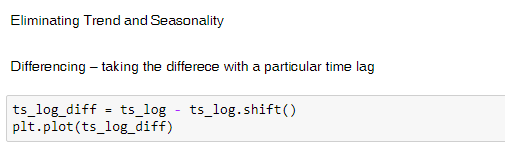 Eliminating Trend and Seasonality
Differencing – taking the differece with a particular time lag
ts_log_diff = ts_log - ts_log.shift()
plt.plot(ts_log_diff)